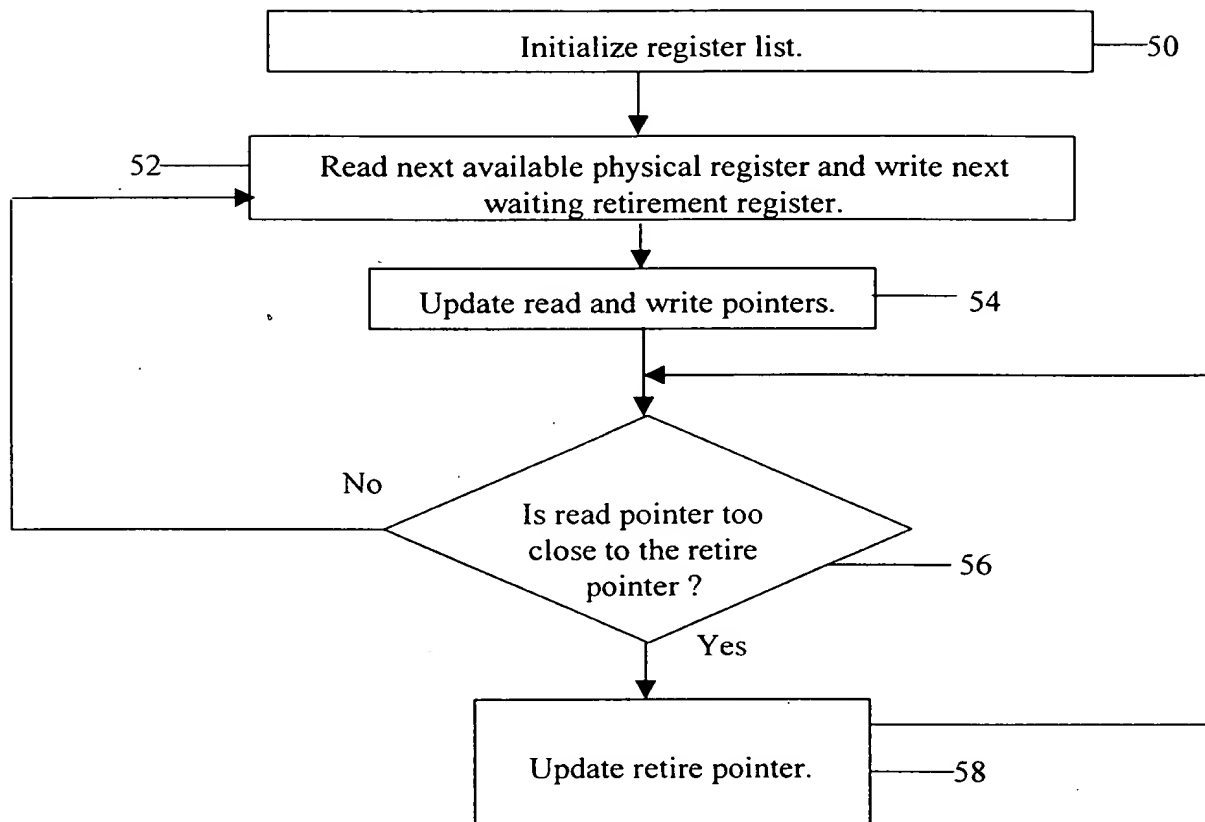 Initialize register list.
50
52
Read next available physical register and write next
waiting retirement register.
Update read and write pointers.
54
No
Is read pointer too
close to the retire
pointer ?
56
Yes
Update retire pointer.
58